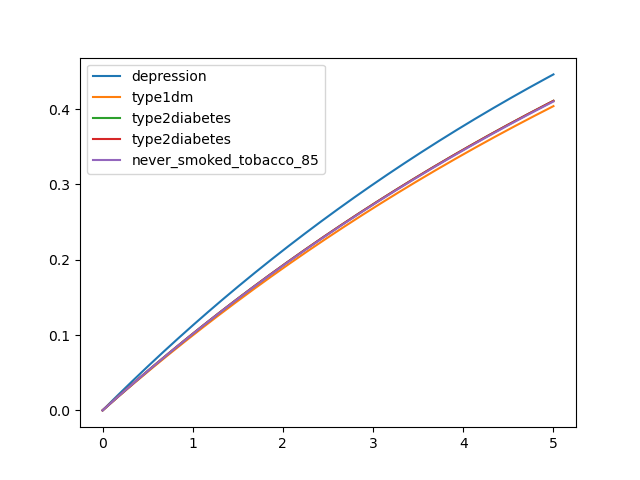 depression
type1dm
type2diabetes
type2diabetes
never_smoked_tobacco_85
0.4
0.3
0.2
0.1
0.0
0 1 2 3 4 5